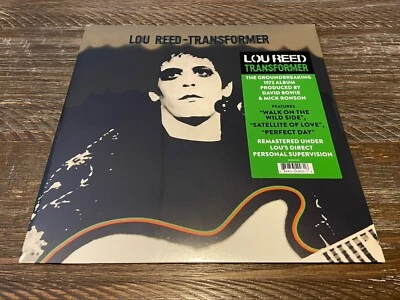 LOU REED-TRANSFORMER
LOU REED
TRANSFORMER
THE GROUNDBREAKING
1972 ALBUM
PRODUCED BY
DAVID BOWIE
& MICK RONSON
FEATURES
"WALK ON THE
WILD SIDE",
"SATELLITE OF LOVE",
"PERFECT DAY"
REMASTERED UNDER
LOU'S DIRECT
PERSONAL SUPERVISION